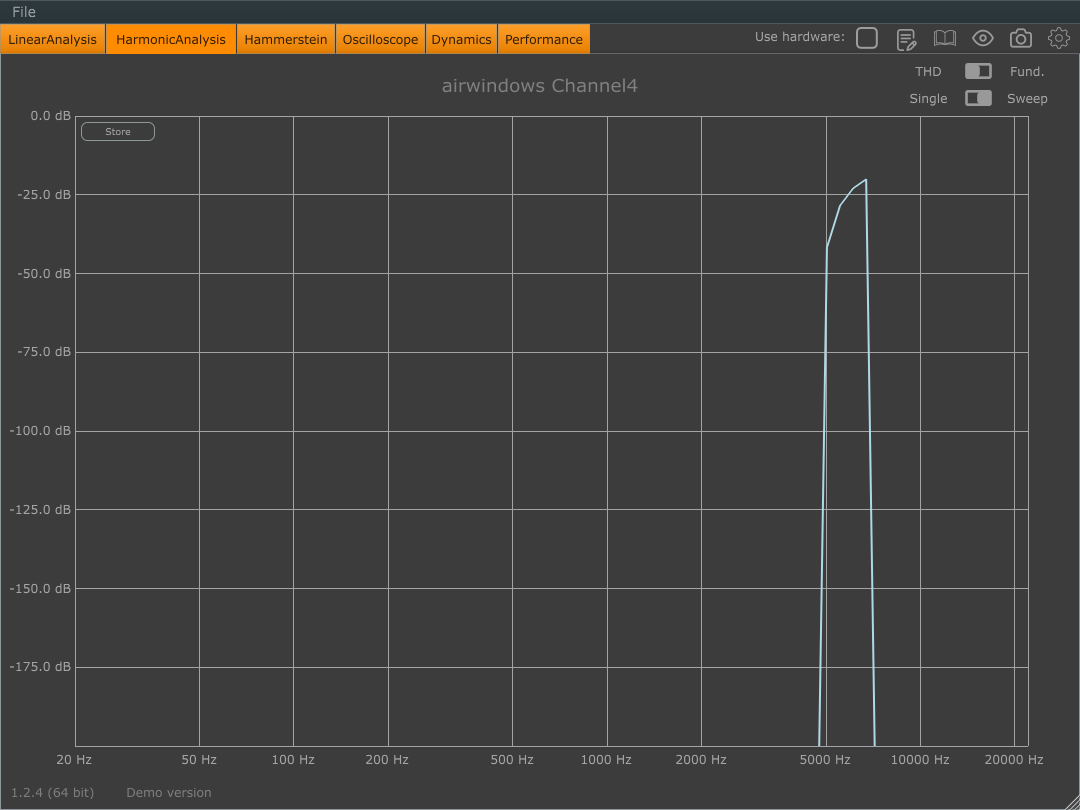 File
LinearAnalysis HarmonicAnalysis Hammerstein Oscilloscope Dynamics Performance Use hardware:
airwindows Channel4
THD Fund.
Single Sweep
Store
0.0 dB
-25.0 dB
-50.0 dB
-75.0 dB
-100.0 dB
-125.0 dB
-150.0 dB
-175.0 dB
20 Hz 50 Hz 100 Hz 200 Hz 500 Hz 1000 Hz 2000 Hz 5000 Hz 10000 Hz 20000 Hz
1.2.4 (64 bit) Demo version